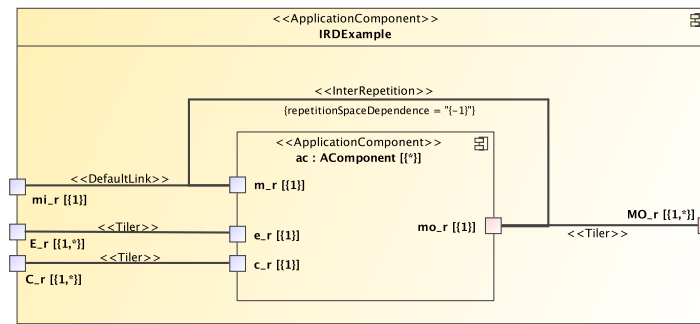 <<ApplicationComponent>>
IRDExample
<<InterRepetition>>
{repetitionSpaceDependence = "{-1}"}
<<ApplicationComponent>>
ac : AComponent [{*}]
<<DefaultLink>>
m_r [{1}]
mi_r [{1}]
MO_r [{1,*}]
<<Tiler>>
mo_r [{1}]
e_r [{1}]
<<Tiler>>
E_r [{1,*}]
<<Tiler>>
c_r [{1}]
C_r [{1,*}]